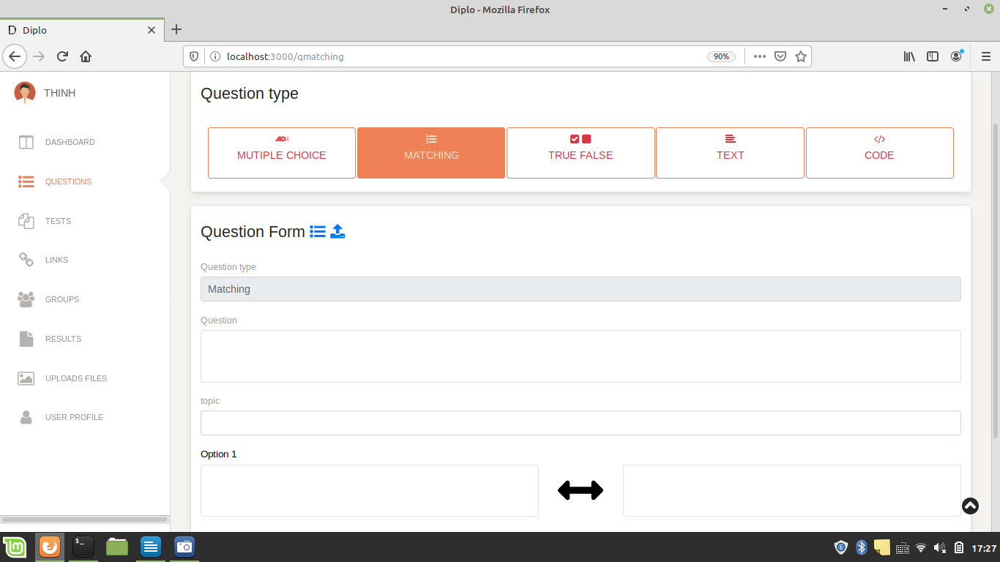 Diplo - Mozilla Firefox
Diplo
localhost:3000/qmatching
90%
THINH
DASHBOARD
QUESTIONS
TESTS
LINKS
GROUPS
RESULTS
UPLOADS FILES
USER PROFILE
Question type
MUTIPLE CHOICE
MATCHING
TRUE FALSE
TEXT
CODE
Question Form
Question type
Matching
Question
topic
Option 1
17:27